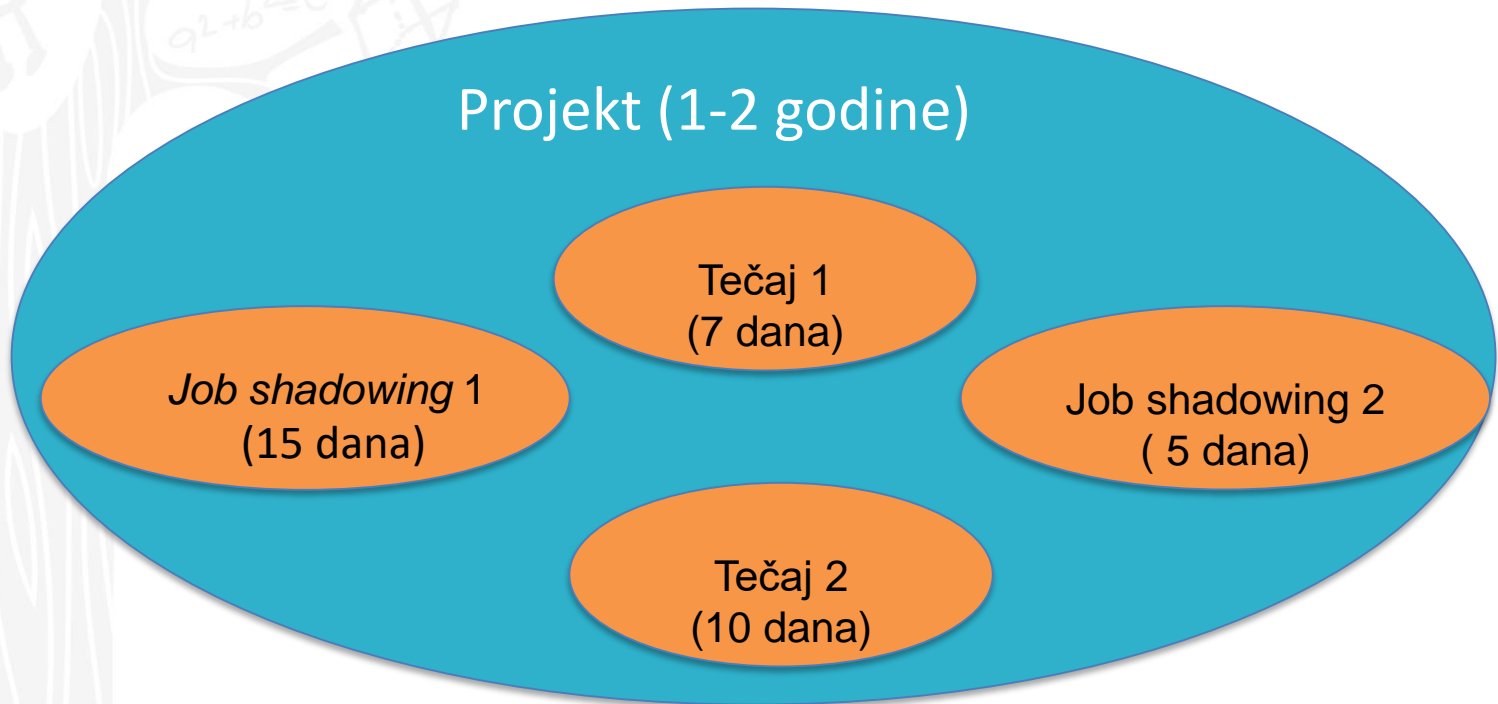 Projekt (1-2 godine)
Tečaj 1
(7 dana)
Job shadowing 1
(15 dana)
Job shadowing 2
( 5 dana)
Tečaj 2
(10 dana)